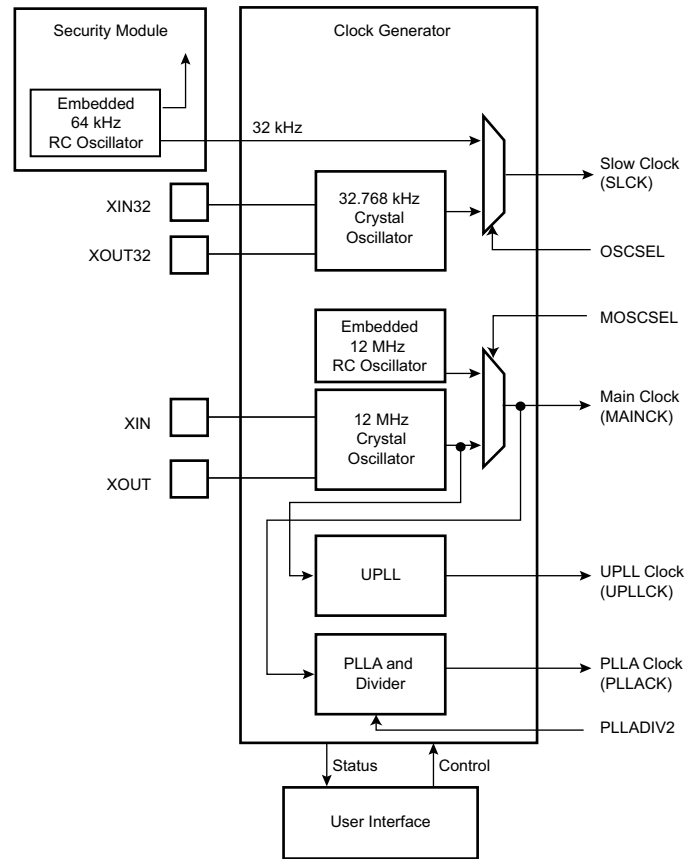 Security Module
Clock Generator
Embedded
64 kHz
RC Oscillator
32 kHz
Slow Clock
(SLCK)
XIN32
32.768 kHz
Crystal
Oscillator
XOUT32
OSCSEL
MOSCSEL
Embedded
12 MHz
RC Oscillator
Main Clock
(MAINCK)
XIN
12 MHz
Crystal
Oscillator
XOUT
UPLL
UPLL Clock
(UPLLCK)
PLLA and
Divider
PLLA Clock
(PLLACK)
PLLADIV2
Status
Control
User Interface